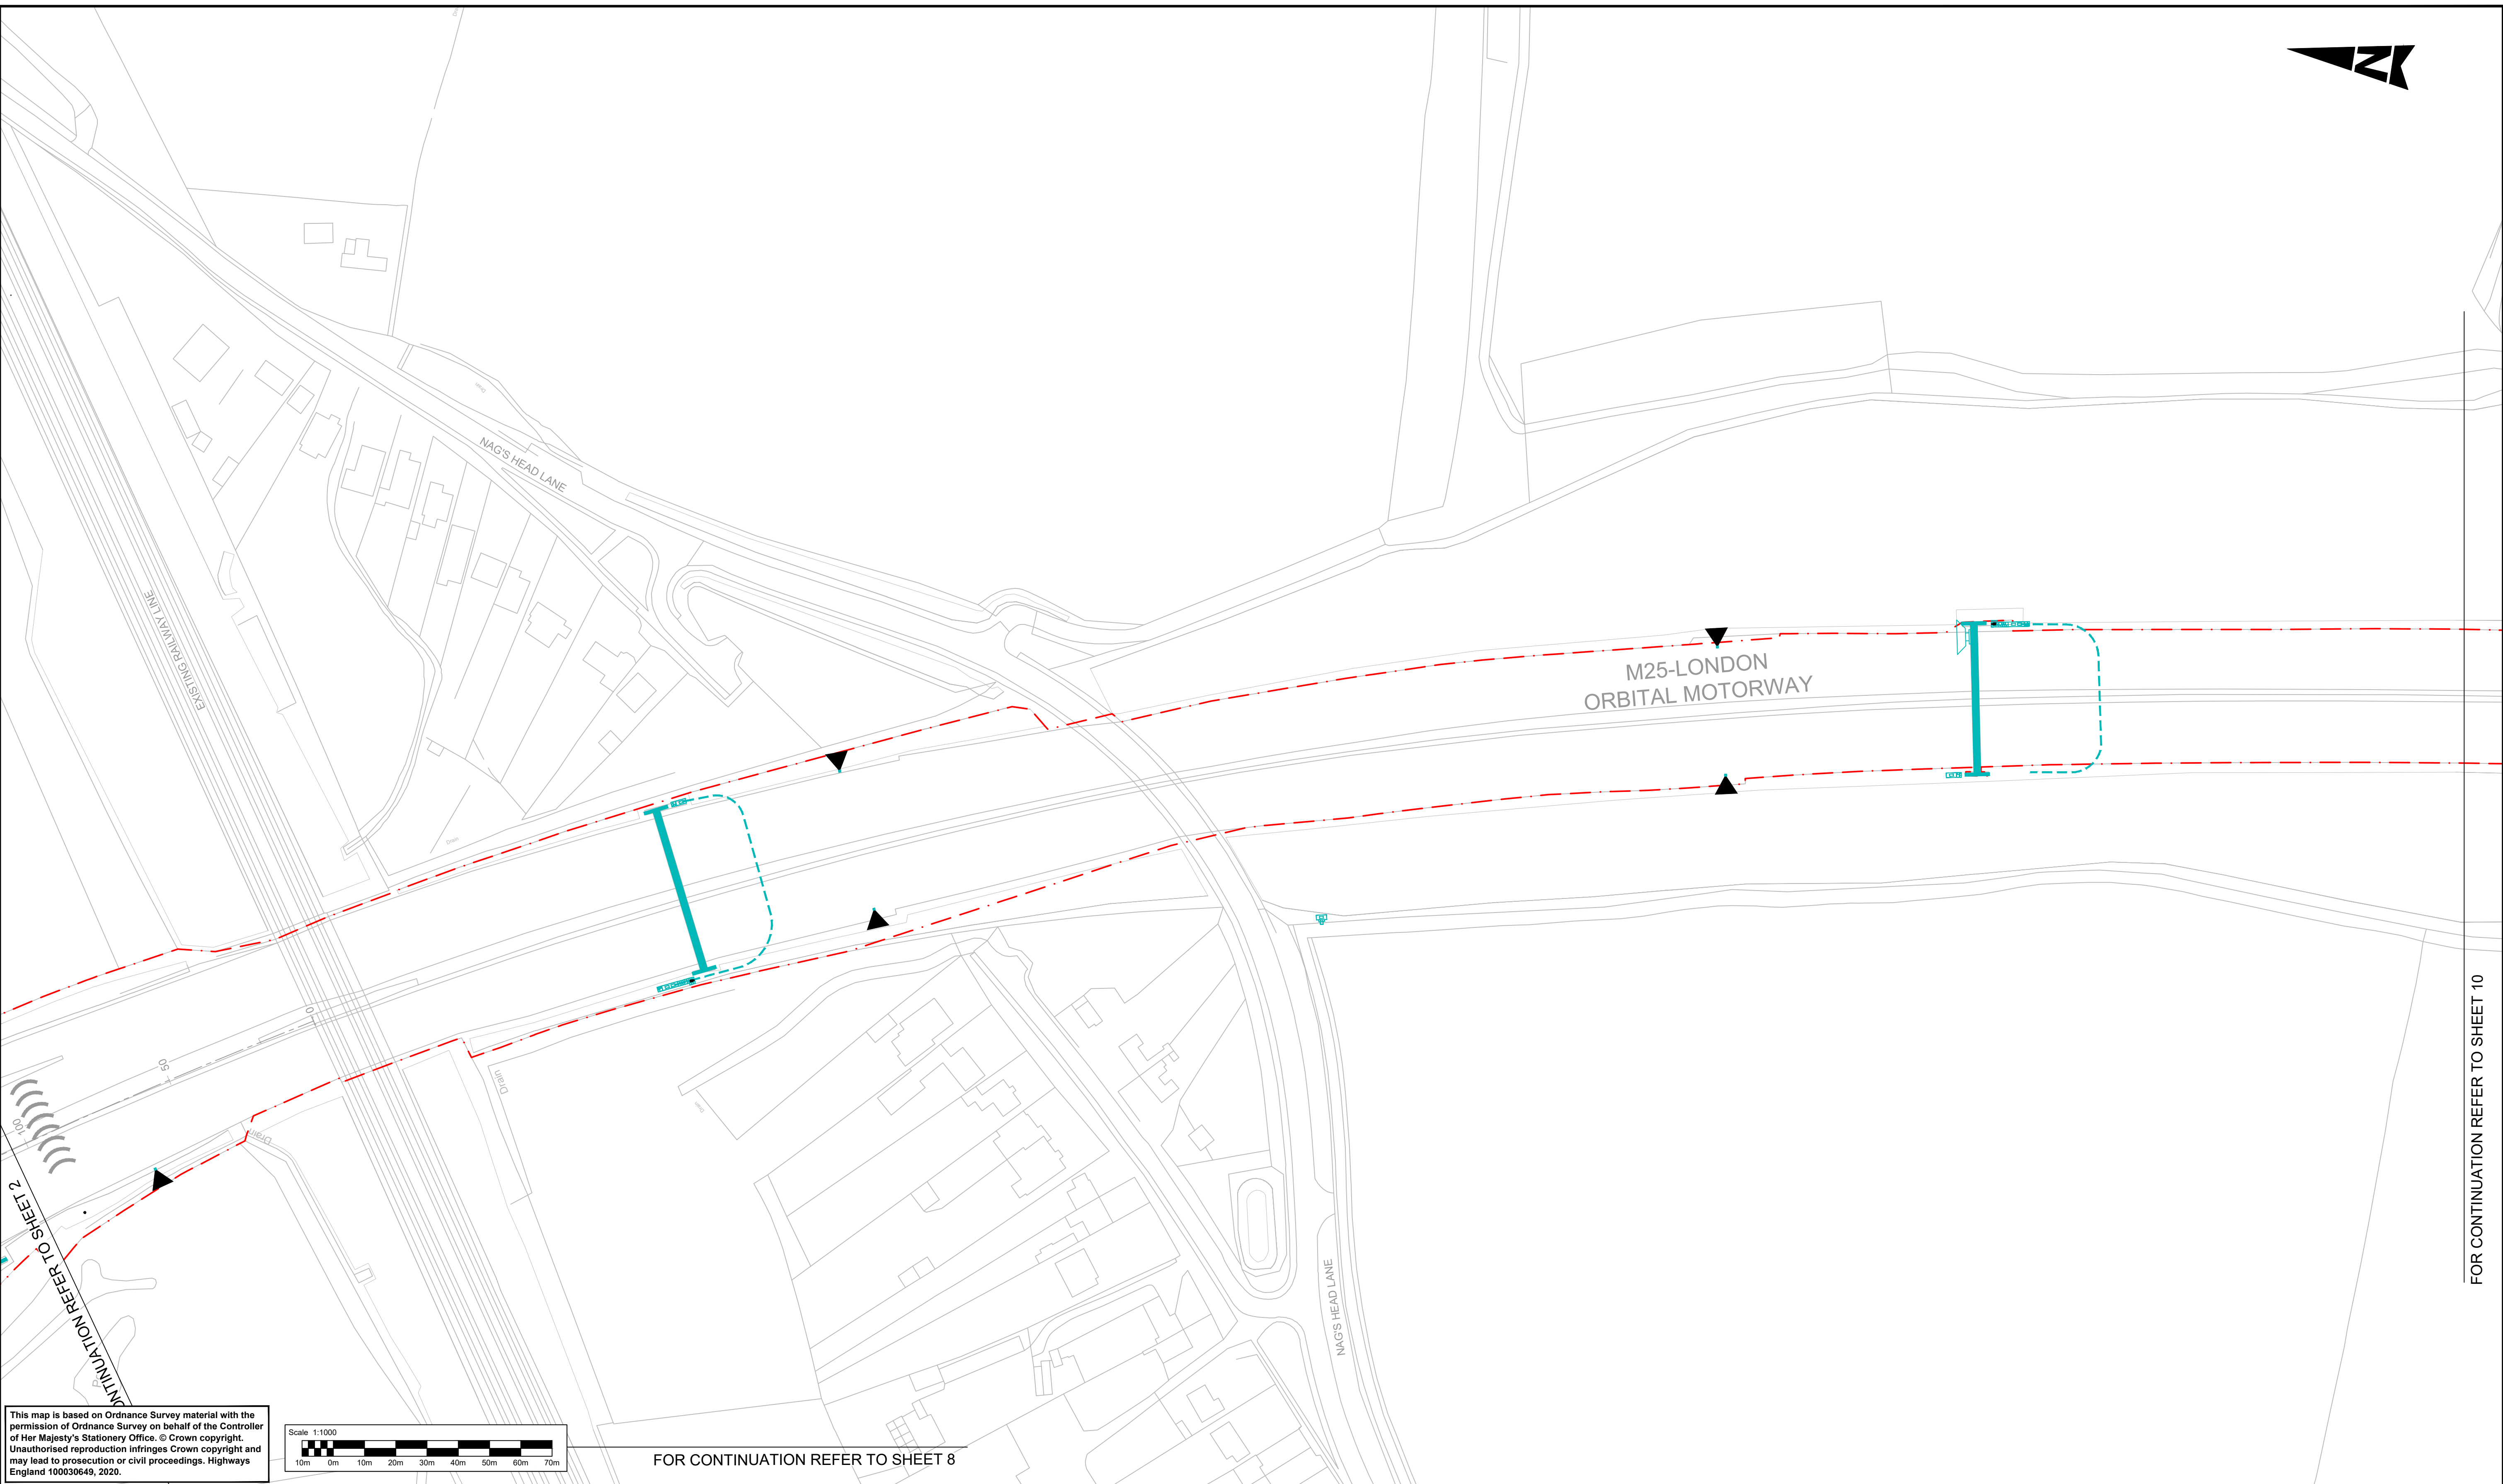 N
Drain
NAG'S HEAD LANE
EXISTING RAILWAY LINE
M25-LONDON
ORBITAL MOTORWAY
Drain
0
50
100
Drain
Drain
Drain
NAG'S HEAD LANE
FOR CONTINUATION REFER TO SHEET 10
CONTINUATION REFER TO SHEET 2
This map is based on Ordnance Survey material with the
permission of Ordnance Survey on behalf of the Controller
of Her Majesty's Stationery Office. © Crown copyright.
Unauthorised reproduction infringes Crown copyright and
may lead to prosecution or civil proceedings. Highways
England 100030649, 2020.
Scale 1:1000
10m 0m 10m 20m 30m 40m 50m 60m 70m
FOR CONTINUATION REFER TO SHEET 8